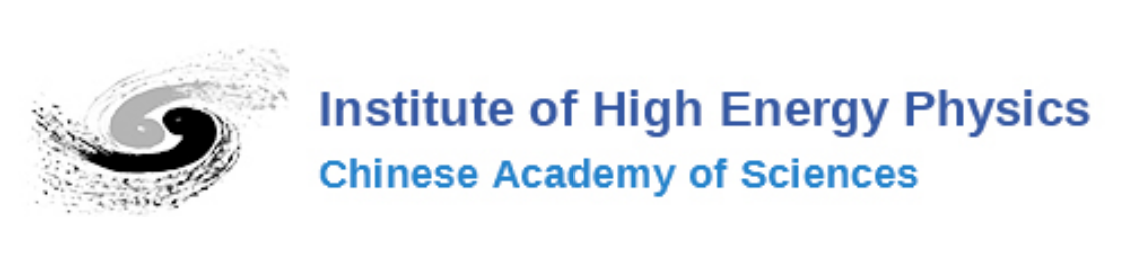 Institute of High Energy Physics
Chinese Academy of Sciences